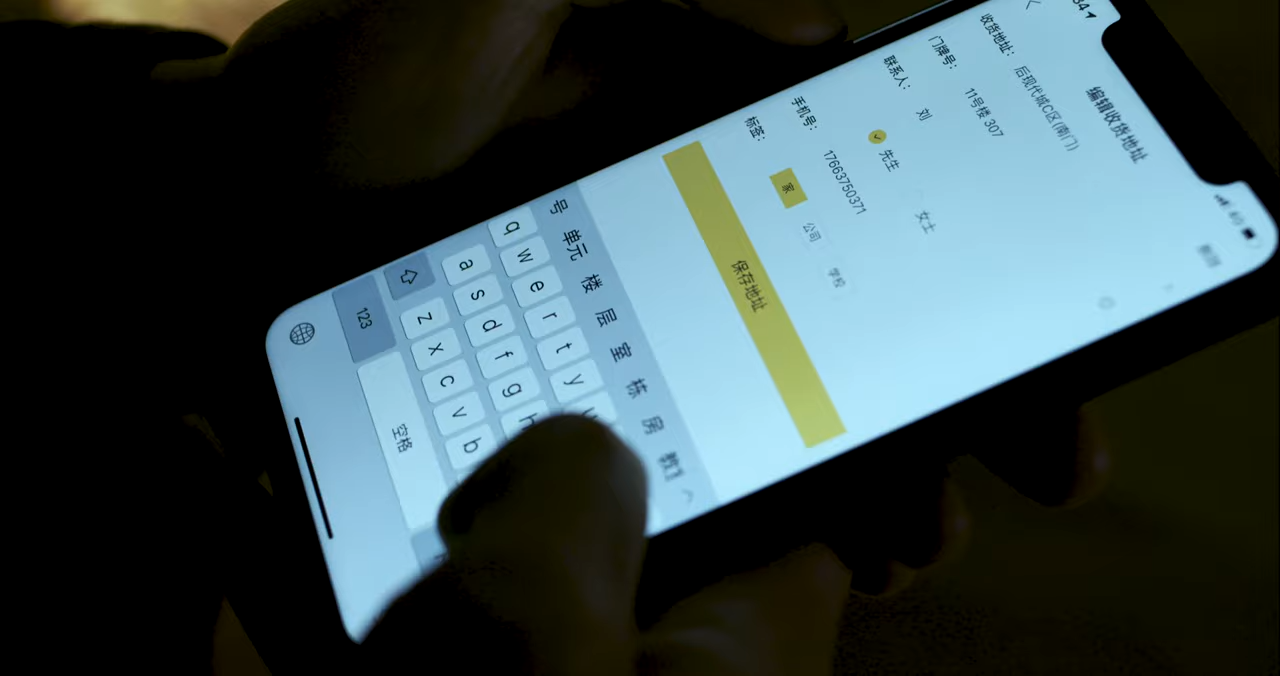 编辑收货地址
删除
收货地址： 后现代城C区(南门)
门牌号： 11号楼 307
联系人： 刘
先生 女士
手机号： 17663750371
标签： 家 公司 学校
保存地址
号 单元 楼 层 室 栋 房
q w e r t y
a s d f g
z x c v b
123 空格